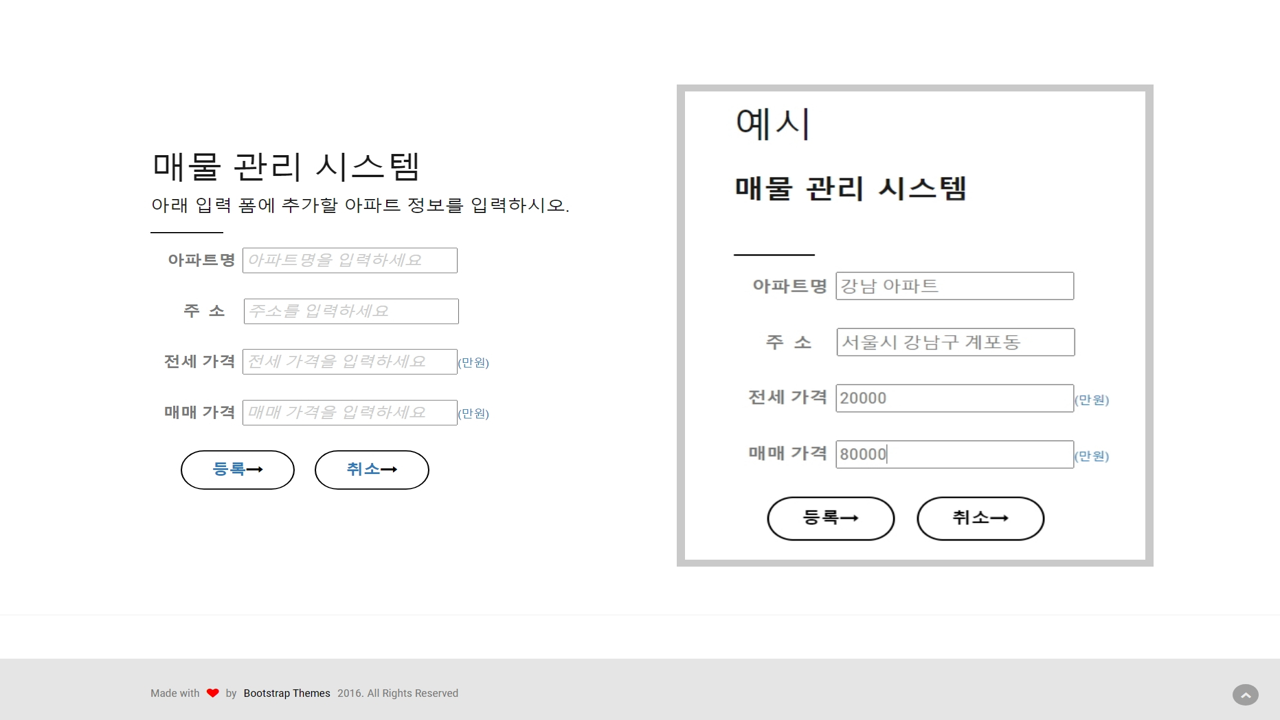 매물 관리 시스템
아래 입력 폼에 추가할 아파트 정보를 입력하시오.
아파트명 아파트명을 입력하세요
주 소 주소를 입력하세요
전세 가격 전세 가격을 입력하세요 (만원)
매매 가격 매매 가격을 입력하세요 (만원)
등록→ 취소→
예시
매물 관리 시스템
아파트명 강남 아파트
주 소 서울시 강남구 계포동
전세 가격 20000 (만원)
매매 가격 80000 (만원)
등록→ 취소→
Made with ❤ by Bootstrap Themes 2016. All Rights Reserved